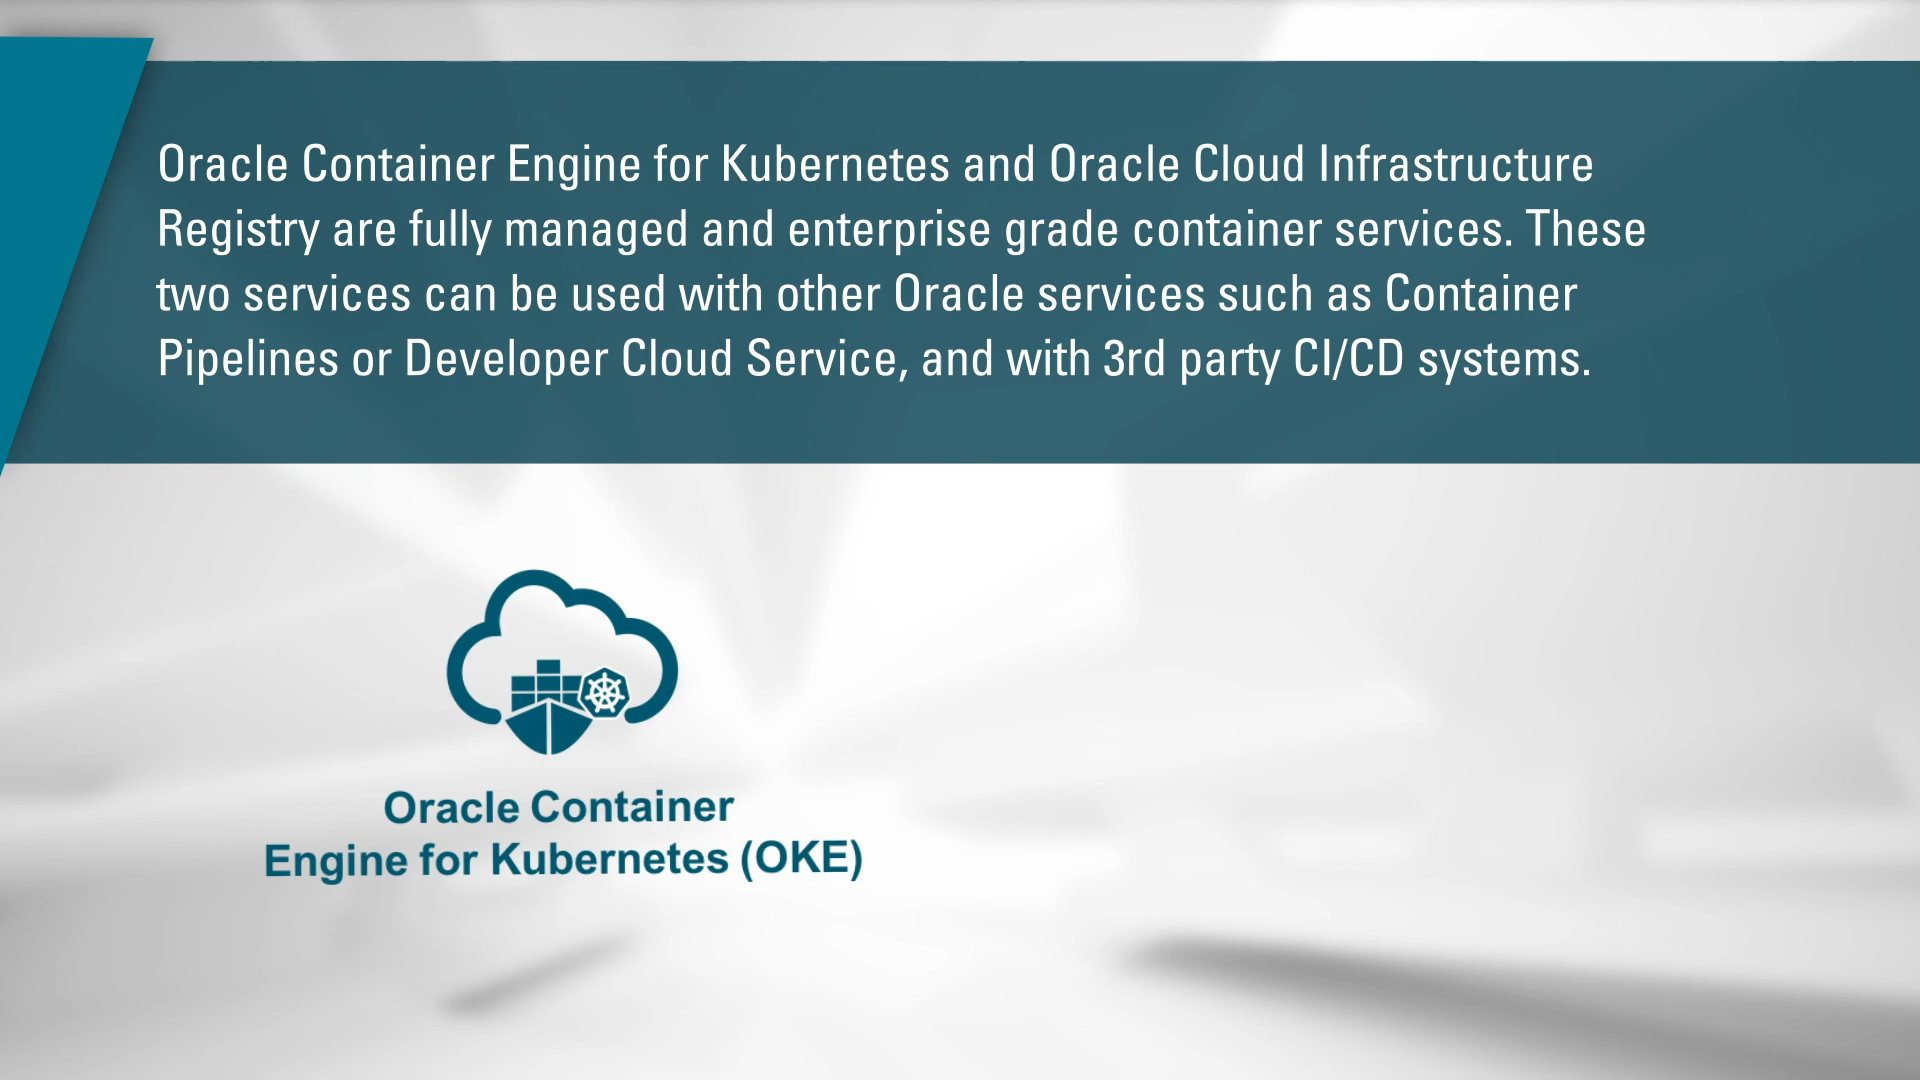 Oracle Container Engine for Kubernetes and Oracle Cloud Infrastructure
Registry are fully managed and enterprise grade container services. These
two services can be used with other Oracle services such as Container
Pipelines or Developer Cloud Service, and with 3rd party CI/CD systems.
Oracle Container
Engine for Kubernetes (OKE)